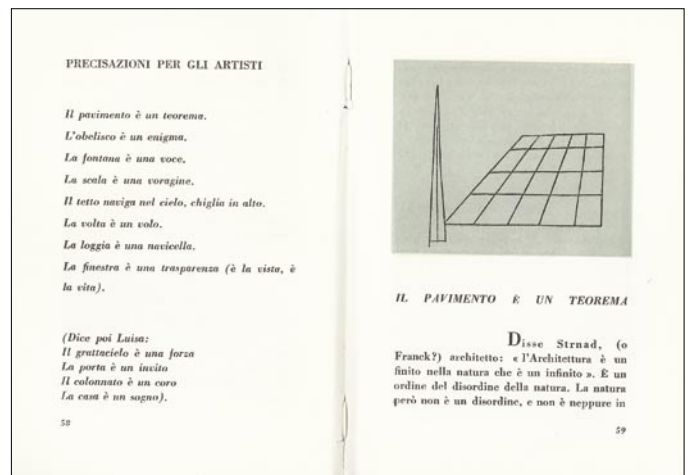 PRECISAZIONI PER GLI ARTISTI
Il pavimento è un teorema.
L'obelisco è un enigma.
La fontana è una voce.
La scala è una voragine.
Il tetto naviga nel cielo, chiglia in alto.
La volta è un volo.
La loggia è una navicella.
La finestra è una trasparenza (è la vista, è
la vita).
(Dice poi Luisa:
Il grattacielo è una forza
La porta è un invito
Il colonnato è un coro
La casa è un sogno).
58
IL PAVIMENTO È UN TEOREMA
Disse Strnad, (o
Franck?) architetto: « l'Architettura è un
finito nella natura che è un infinito ». È un
ordine del disordine della natura. La natura
però non è un disordine, e non è neppure in
59